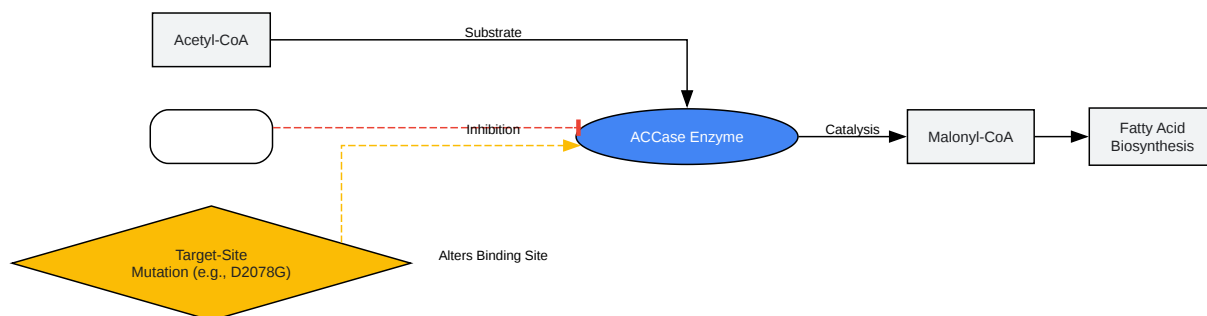 Substrate
Acetyl-CoA
Inhibition
ACCase Enzyme
Catalysis
Malonyl-CoA
Fatty Acid
Biosynthesis
Target-Site
Mutation (e.g., D2078G)
Alters Binding Site